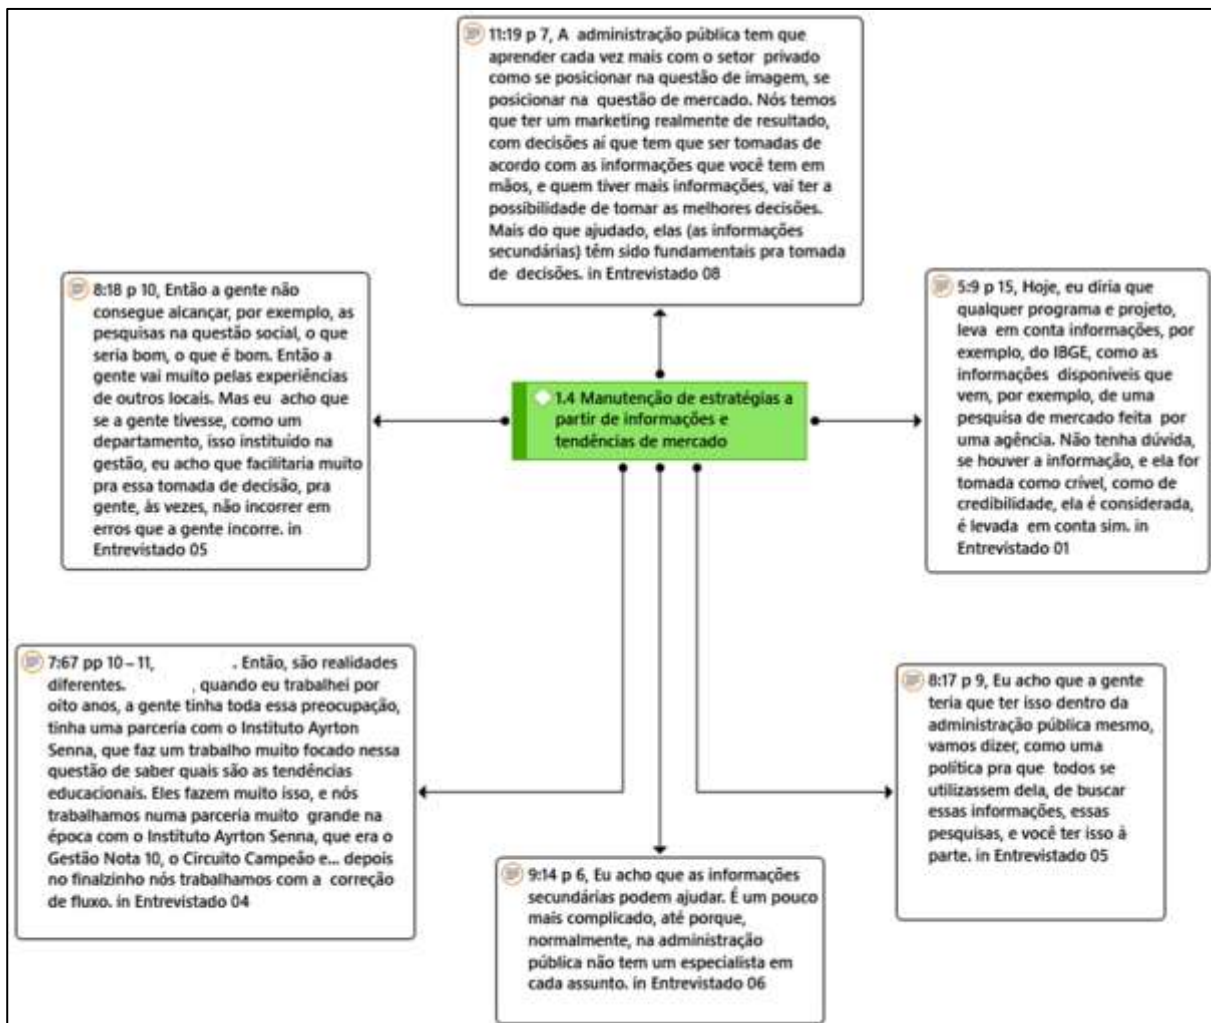 11:19 p 7, A administração pública tem que
aprender cada vez mais com o setor privado
como se posicionar na questão de imagem, se
posicionar na questão de mercado. Nós temos
que ter um marketing realmente de resultado,
com decisões aí que tem que ser tomadas de
acordo com as informações que você tem em
mãos, e quem tiver mais informações, vai ter a
possibilidade de tomar as melhores decisões.
Mais do que ajudado, elas (as informações
secundárias) têm sido fundamentais pra tomada
de decisões. in Entrevistado 08
8:18 p 10, Então a gente não
consegue alcançar, por exemplo, as
pesquisas na questão social, o que
seria bom, o que é bom. Então a
gente vai muito pelas experiências
de outros locais. Mas eu acho que
se a gente tivesse, como um
departamento, isso instituído na
gestão, eu acho que facilitaria muito
pra essa tomada de decisão, pra
gente, às vezes, não incorrer em
erros que a gente incorre. in
Entrevistado 05
5:9 p 15, Hoje, eu diria que
qualquer programa e projeto,
leva em conta informações, por
exemplo, do IBGE, como as
informações disponíveis que
vem, por exemplo, de uma
pesquisa de mercado feita por
uma agência. Não tenha dúvida,
se houver a informação, e ela for
tomada como crível, como de
credibilidade, ela é considerada,
é levada em conta sim. in
Entrevistado 01
1.4 Manutenção de estratégias a
partir de informações e
tendências de mercado
7:67 pp 10 – 11, . Então, são realidades
diferentes. , quando eu trabalhei por
oito anos, a gente tinha toda essa preocupação,
tinha uma parceria com o Instituto Ayrton
Senna, que faz um trabalho muito focado nessa
questão de saber quais são as tendências
educacionais. Eles fazem muito isso, e nós
trabalhamos numa parceria muito grande na
época com o Instituto Ayrton Senna, que era o
Gestão Nota 10, o Circuito Campeão e... depois
no finalzinho nós trabalhamos com a correção
de fluxo. in Entrevistado 04
8:17 p 9, Eu acho que a gente
teria que ter isso dentro da
administração pública mesmo,
vamos dizer, como uma
política pra que todos se
utilizassem dela, de buscar
essas informações, essas
pesquisas, e você ter isso à
parte. in Entrevistado 05
9:14 p 6, Eu acho que as informações
secundárias podem ajudar. É um pouco
mais complicado, até porque,
normalmente, na administração
pública não tem um especialista em
cada assunto. in Entrevistado 06